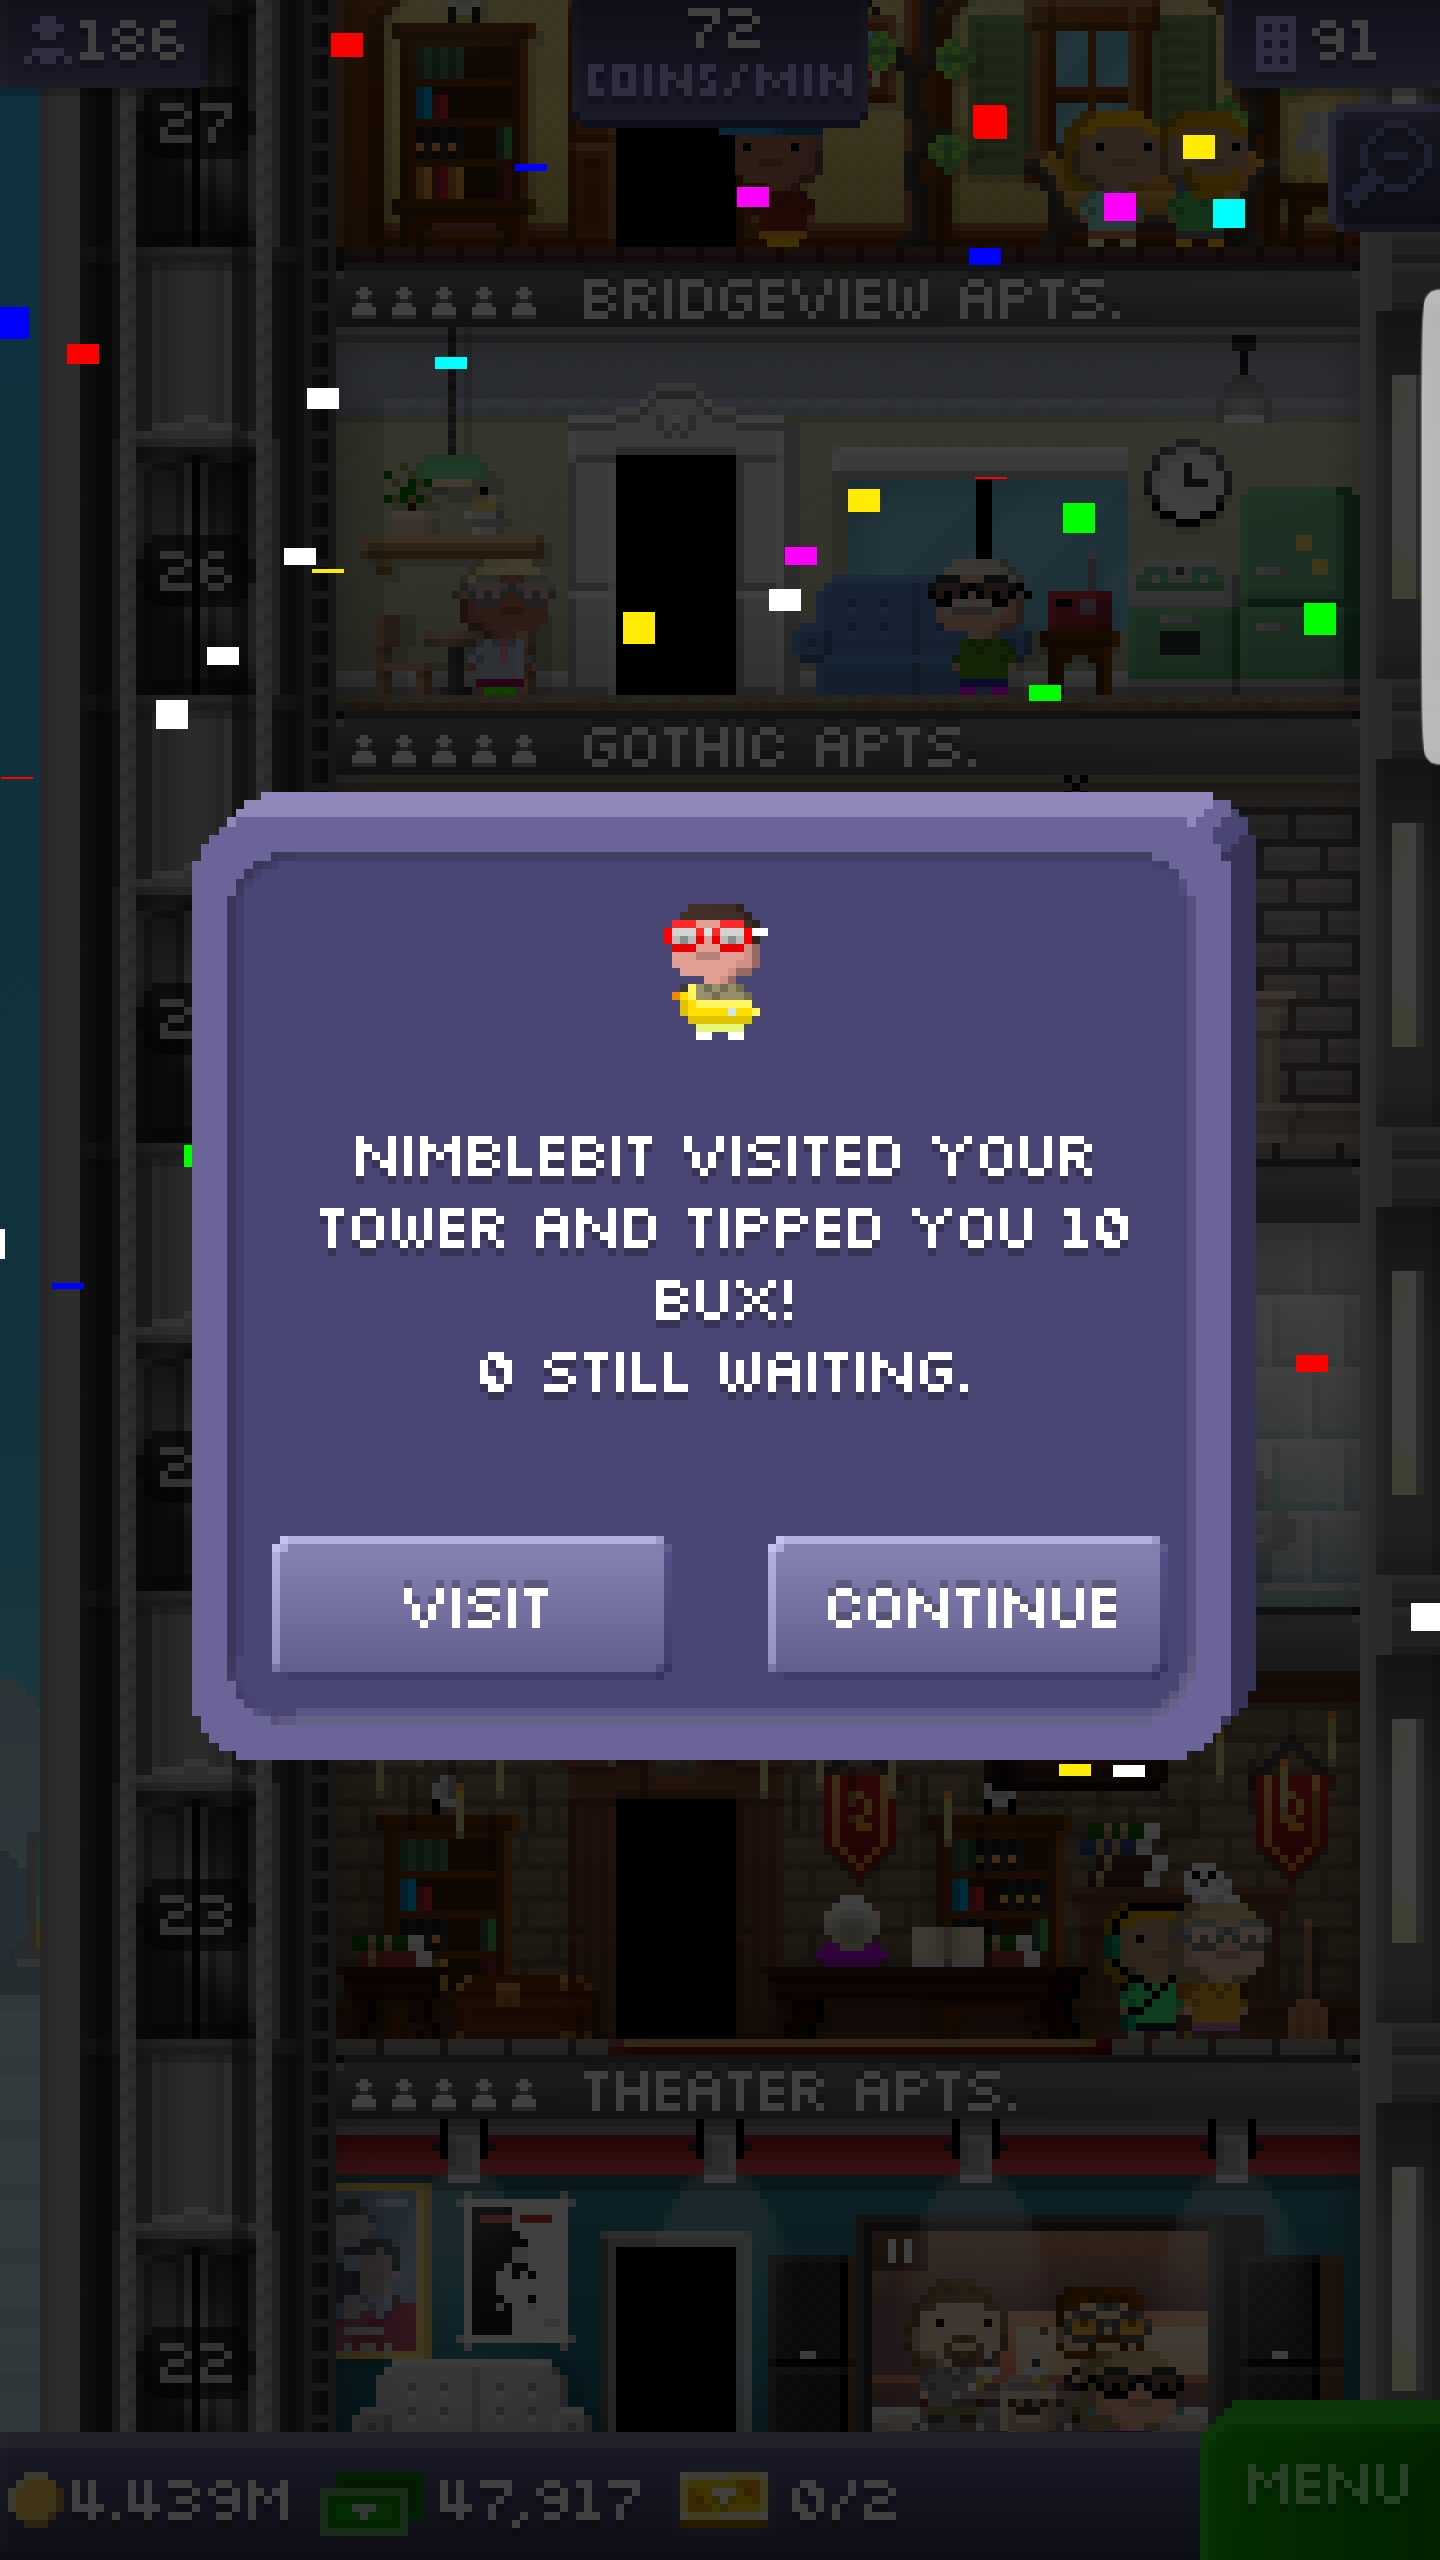 186
72
COINS/MIN
91
27
BRIDGEVIEW APTS.
26
GOTHIC APTS.
NIMBLEBIT VISITED YOUR
TOWER AND TIPPED YOU 10
BUX!
0 STILL WAITING.
VISIT
CONTINUE
23
THEATER APTS.
22
4.439M
47,917
0/2
MENU